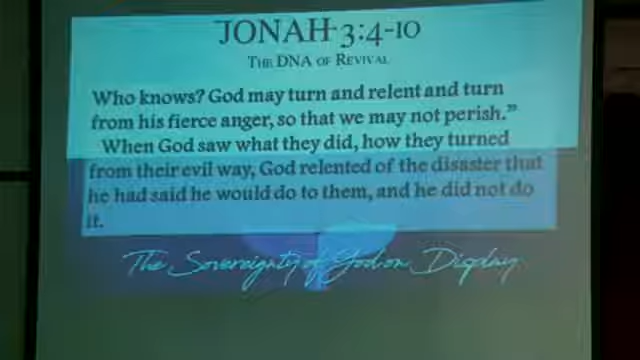 JONAH 3:4-10
THE DNA OF REVIVAL
Who knows? God may turn and relent and turn
from his fierce anger, so that we may not perish.”
When God saw what they did, how they turned
from their evil way, God relented of the disaster that
he had said he would do to them, and he did not do
it.
The Sovereignty of God on Display